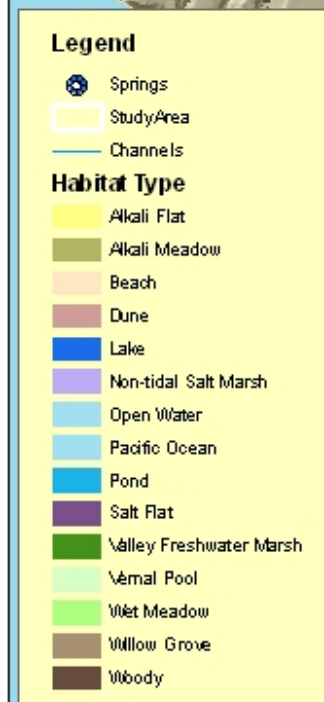 Legend
Springs
StudyArea
Channels
Habitat Type
Alkali Flat
Alkali Meadow
Beach
Dune
Lake
Non-tidal Salt Marsh
Open Water
Pacific Ocean
Pond
Salt Flat
Valley Freshwater Marsh
Vernal Pool
Wet Meadow
Willow Grove
Woody